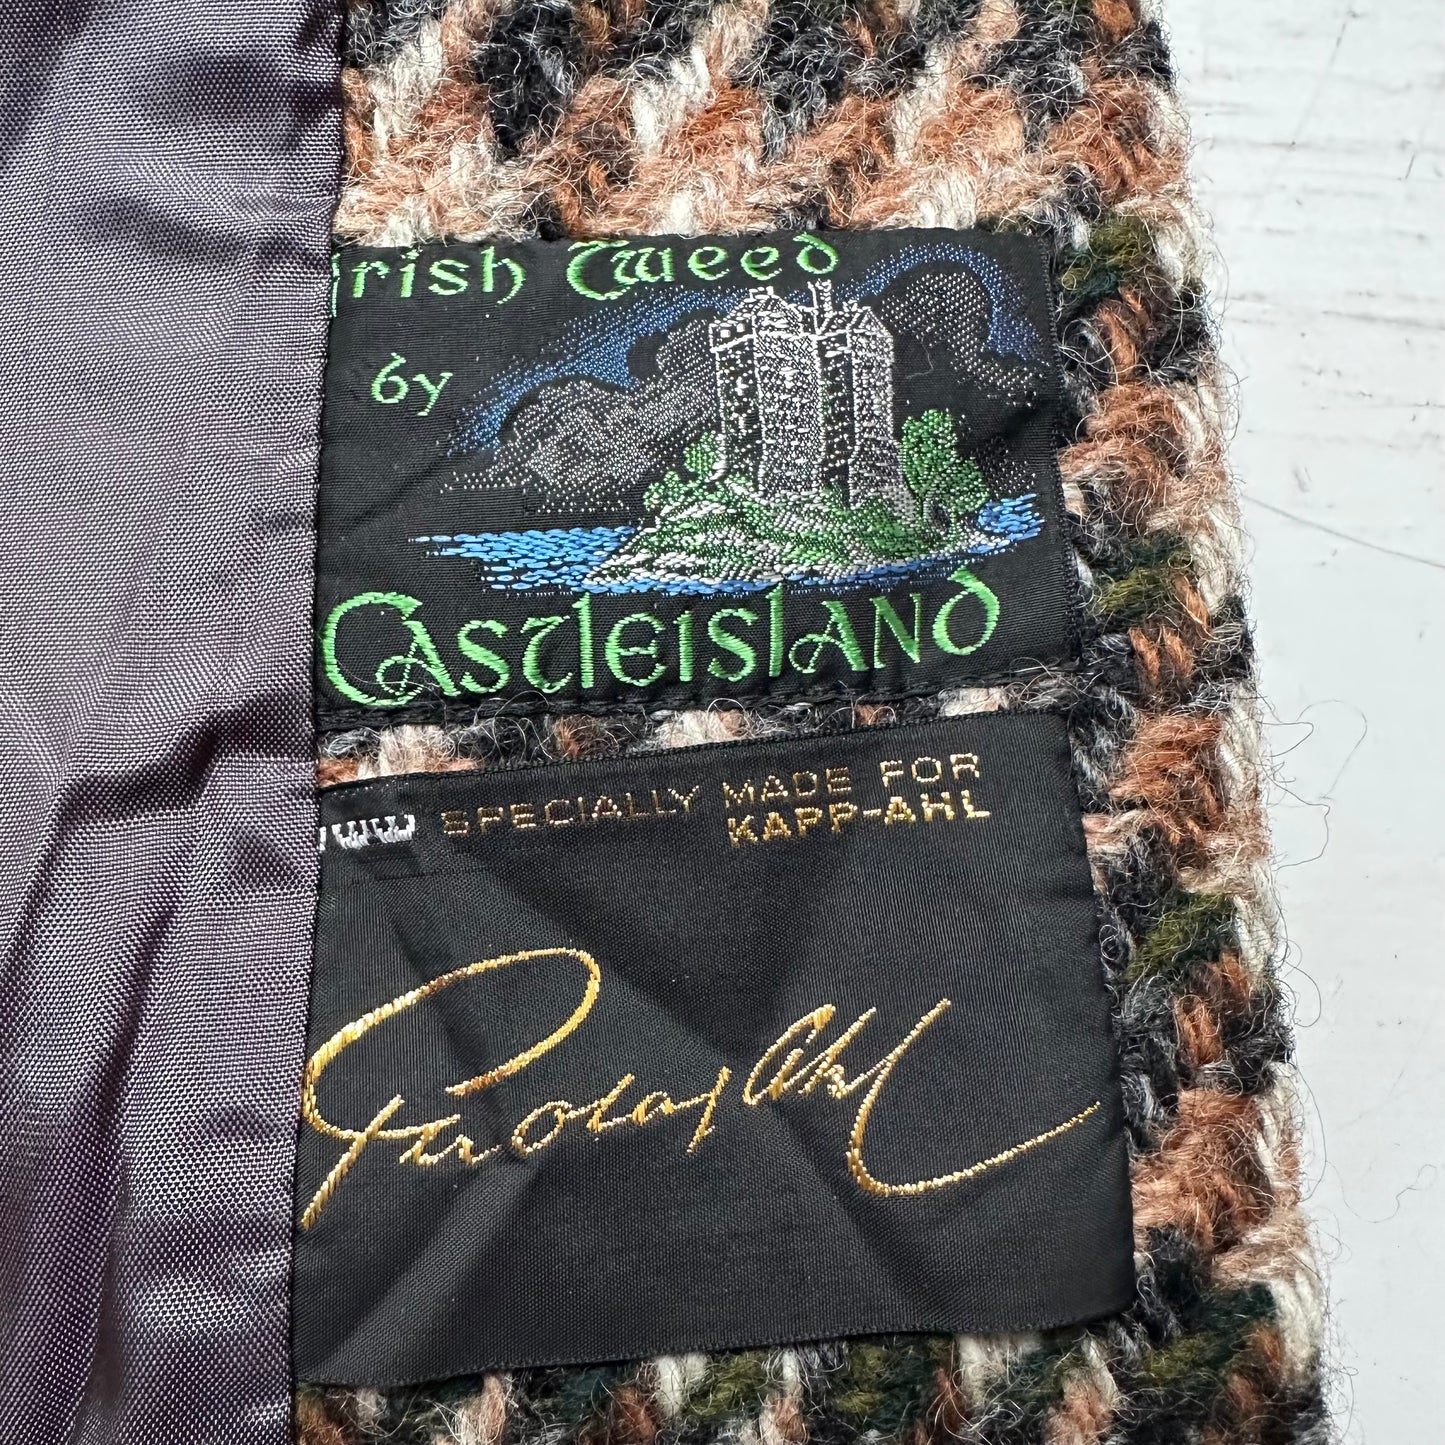 Irish Tweed
by
Castleisland
SPECIALLY MADE FOR
KAPP-AHL